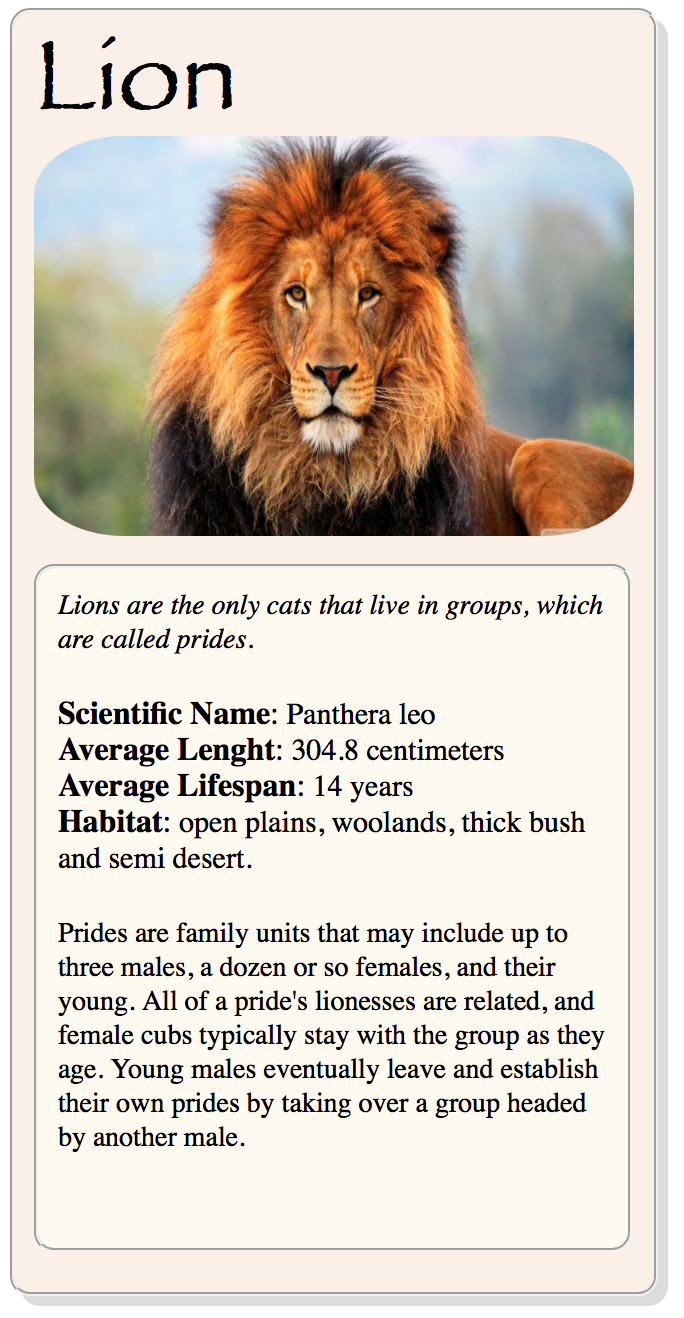 Lion
Lions are the only cats that live in groups, which
are called prides.
Scientific Name: Panthera leo
Average Lenght: 304.8 centimeters
Average Lifespan: 14 years
Habitat: open plains, woolands, thick bush
and semi desert.
Prides are family units that may include up to
three males, a dozen or so females, and their
young. All of a pride's lionesses are related, and
female cubs typically stay with the group as they
age. Young males eventually leave and establish
their own prides by taking over a group headed
by another male.